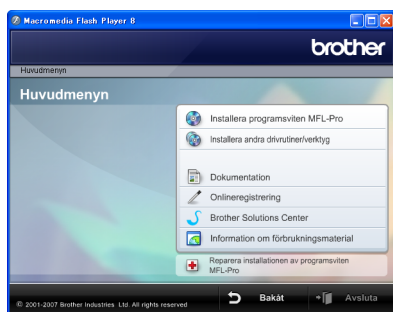 Macromedia Flash Player 8
brother
Huvudmenyn
Huvudmenyn
Installera programsviten MFL-Pro
Installera andra drivrutiner/verktyg
Dokumentation
Onlineregistrering
Brother Solutions Center
Information om förbrukningsmaterial
Reparera installationen av programsviten
MFL-Pro
© 2001-2007 Brother Industries Ltd. All rights reserved
Bakåt
Avsluta